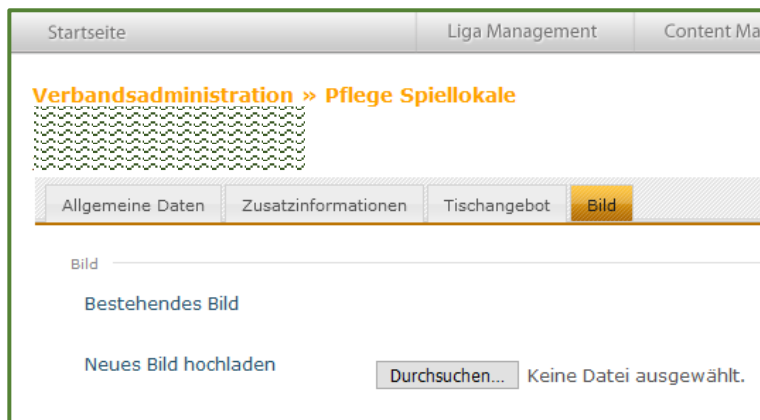 Startseite Liga Management Content Ma
Verbandsadministration » Pflege Spiellokale
Allgemeine Daten Zusatzinformationen Tischangebot Bild
Bild
Bestehendes Bild
Neues Bild hochladen Durchsuchen... Keine Datei ausgewählt.